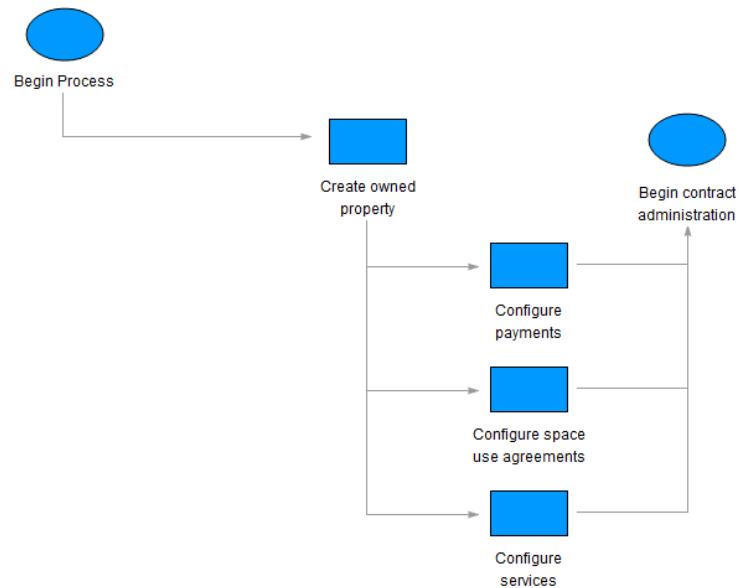 Begin Process
Create owned
property
Begin contract
administration
Configure
payments
Configure space
use agreements
Configure
services